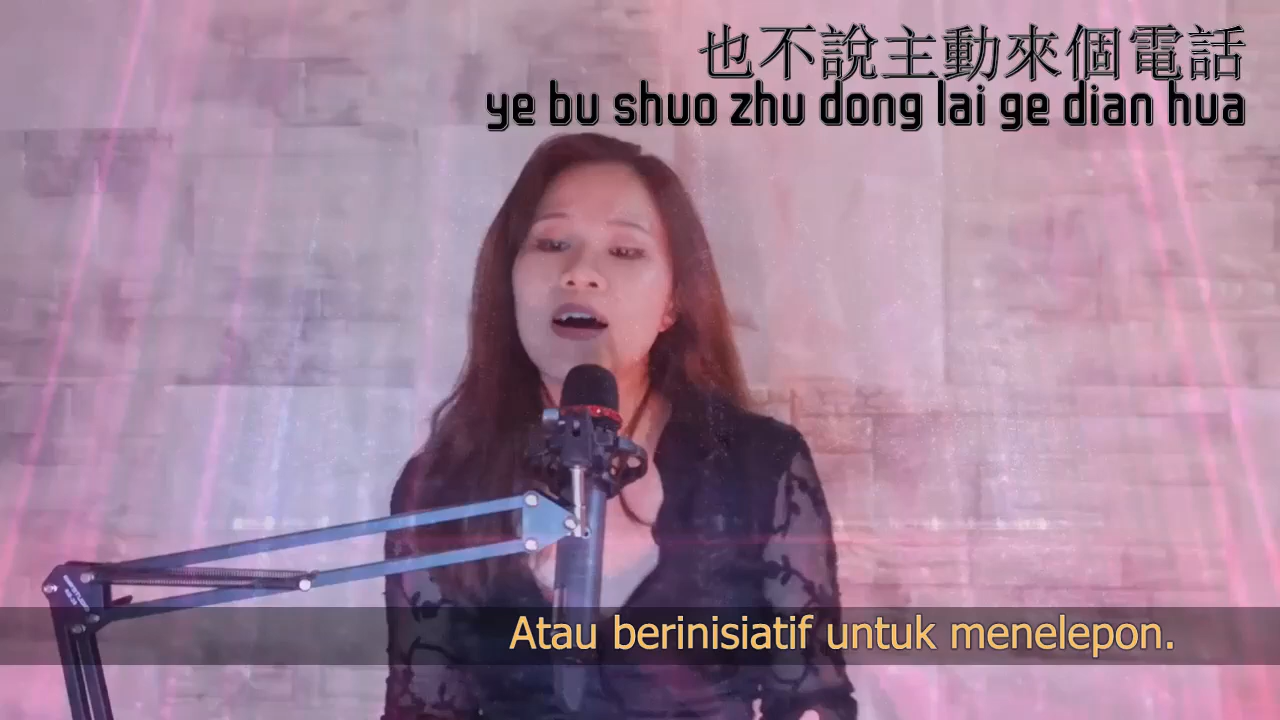 也不說主動來個電話
ye bu shuo zhu dong lai ge dian hua
Atau berinisiatif untuk menelepon.